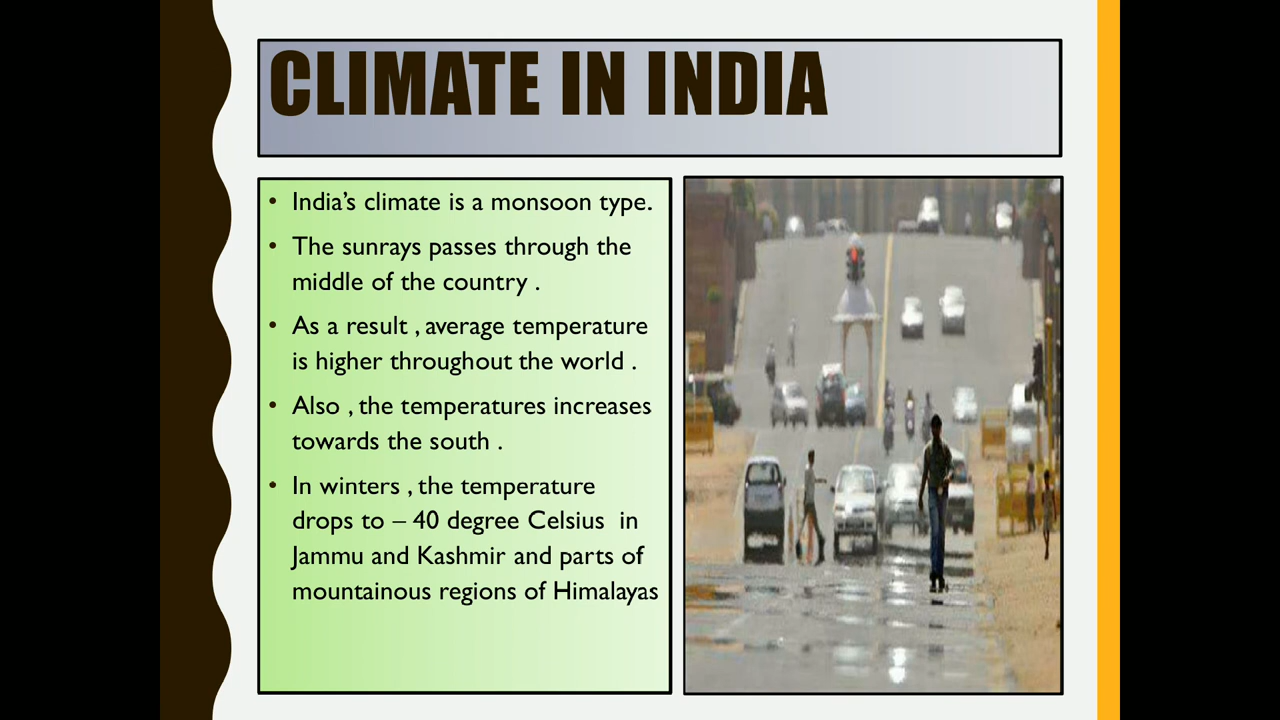 CLIMATE IN INDIA
• India’s climate is a monsoon type.
• The sunrays passes through the
middle of the country .
• As a result , average temperature
is higher throughout the world .
• Also , the temperatures increases
towards the south .
• In winters , the temperature
drops to – 40 degree Celsius  in
Jammu and Kashmir and parts of
mountainous regions of Himalayas